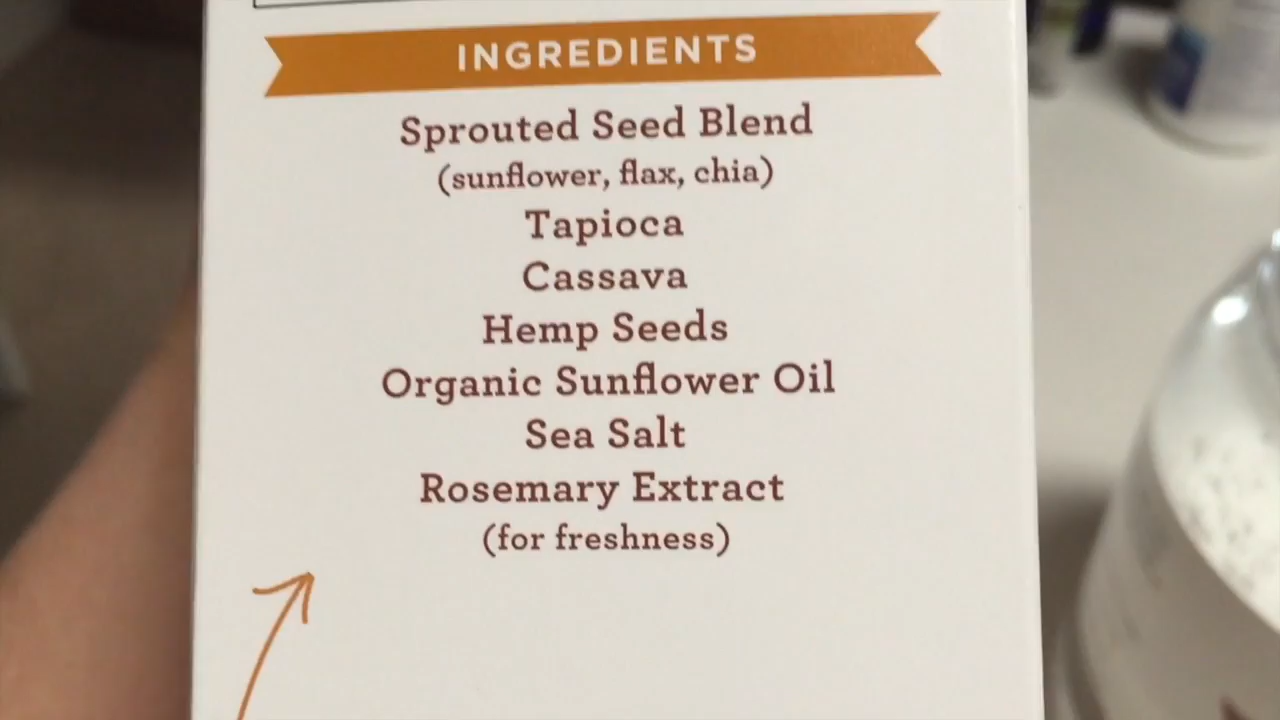 INGREDIENTS
Sprouted Seed Blend
(sunflower, flax, chia)
Tapioca
Cassava
Hemp Seeds
Organic Sunflower Oil
Sea Salt
Rosemary Extract
(for freshness)